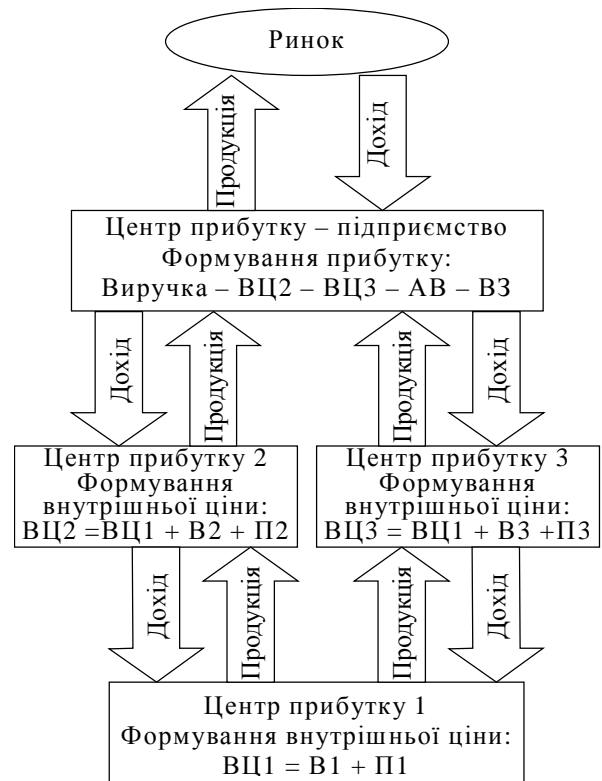 Ринок
Продукція
Дохід
Центр прибутку – підприємство
Формування прибутку:
Виручка – ВЦ2 – ВЦ3 – АВ – ВЗ
Дохід
Продукція
Продукція
Дохід
Центр прибутку 2
Формування
внутрішньої ціни:
ВЦ2 =ВЦ1 + В2 + П2
Центр прибутку 3
Формування
внутрішньої ціни:
ВЦ3 = ВЦ1 + В3 +П3
Дохід
Продукція
Продукція
Дохід
Центр прибутку 1
Формування внутрішньої ціни:
ВЦ1 = В1 + П1